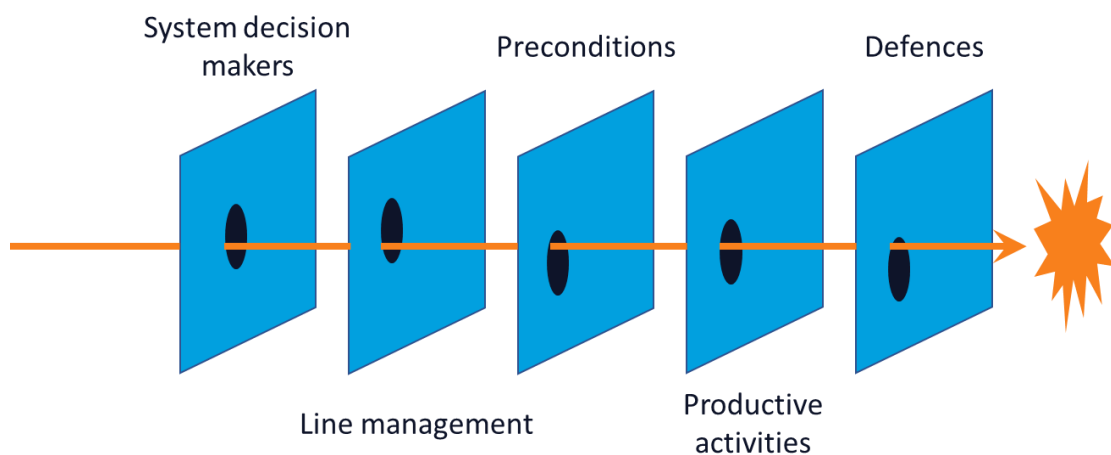 System decision
makers
Preconditions
Defences
Line management
Productive
activities